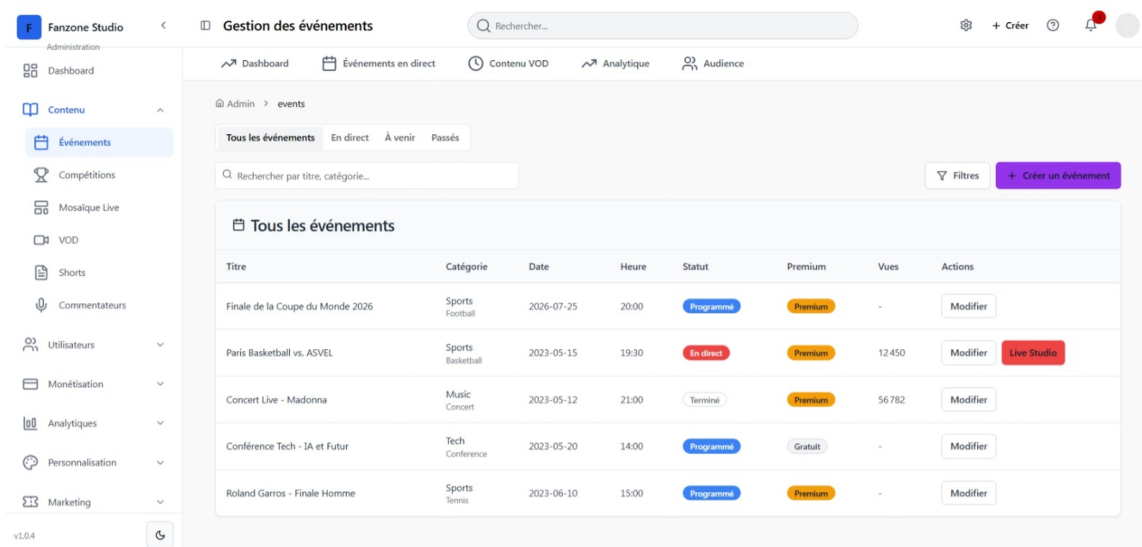 F Fanzone Studio
Administration
Gestion des événements
Rechercher...
+ Créer
Dashboard
Contenu
Événements
Compétitions
Mosaïque Live
VOD
Shorts
Commentateurs
Utilisateurs
Monétisation
Analytiques
Personnalisation
Marketing
v1.0.4
Dashboard Événements en direct Contenu VOD Analytique Audience
Admin > events
Tous les événements En direct À venir Passés
Rechercher par titre, catégorie...
Filtres + Créer un événement
Tous les événements
Titre Catégorie Date Heure Statut Premium Vues Actions
Finale de la Coupe du Monde 2026 Sports 2026-07-25 20:00 Programmé Premium - Modifier
Football
Paris Basketball vs. ASVEL Sports 2023-05-15 19:30 En direct Premium 12 450 Modifier Live Studio
Basketball
Concert Live - Madonna Music 2023-05-12 21:00 Terminé Premium 56 782 Modifier
Concert
Conférence Tech - IA et Futur Tech 2023-05-20 14:00 Programmé Gratuit - Modifier
Conference
Roland Garros - Finale Homme Sports 2023-06-10 15:00 Programmé Premium - Modifier
Tennis